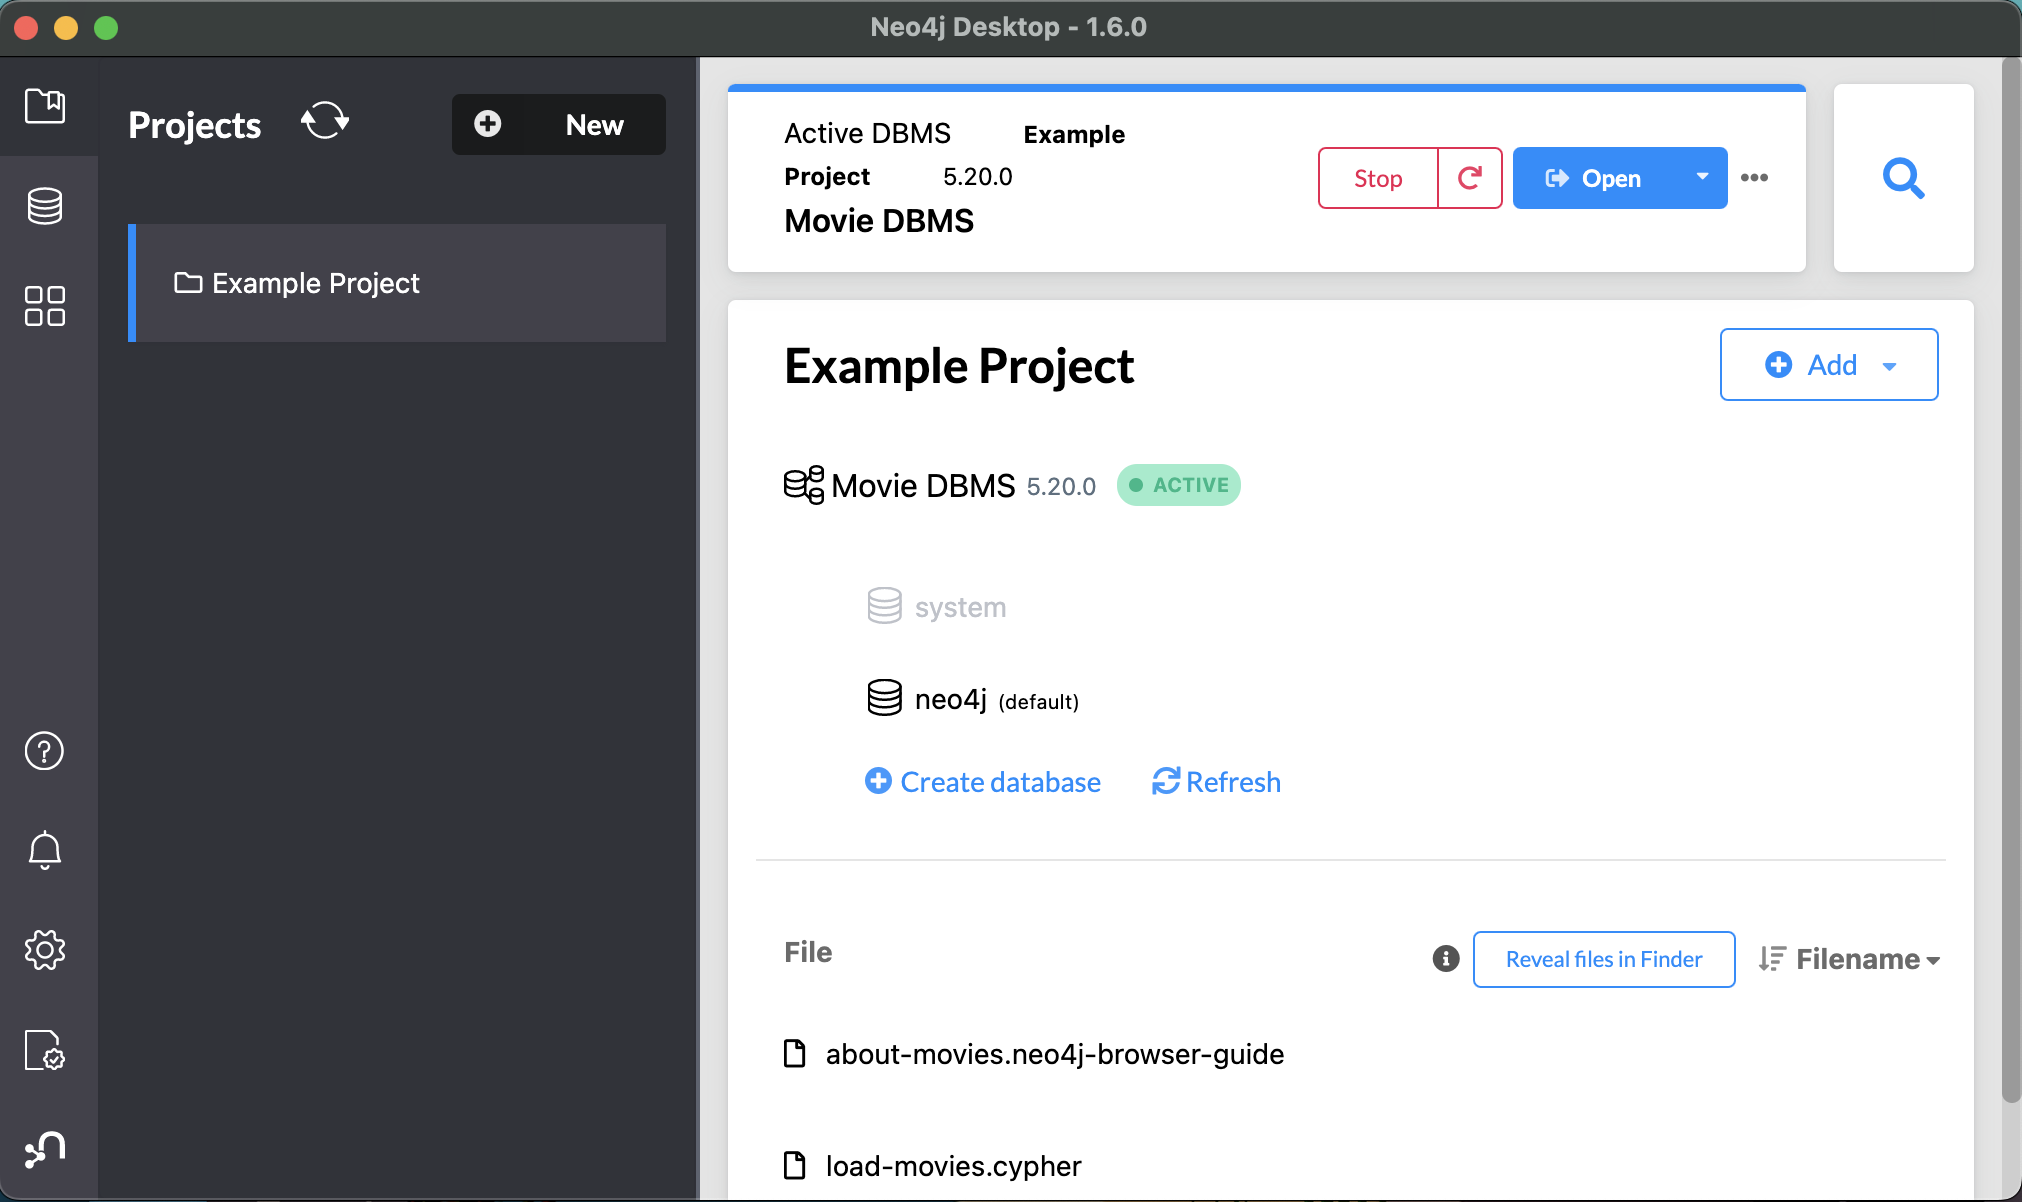 Neo4j Desktop - 1.6.0
Projects
New
Example Project
Active DBMS Example
Project 5.20.0
Movie DBMS
Stop
Open
Example Project
Add
Movie DBMS 5.20.0 ACTIVE
system
neo4j (default)
Create database Refresh
File
Reveal files in Finder
Filename
about-movies.neo4j-browser-guide
load-movies.cypher